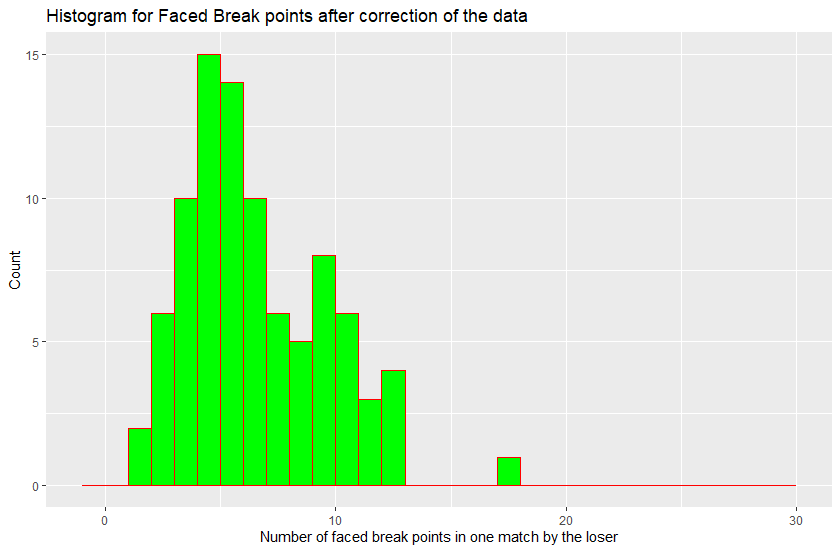 Histogram for Faced Break points after correction of the data
Count
15
10
5
0
0 10 20 30
Number of faced break points in one match by the loser